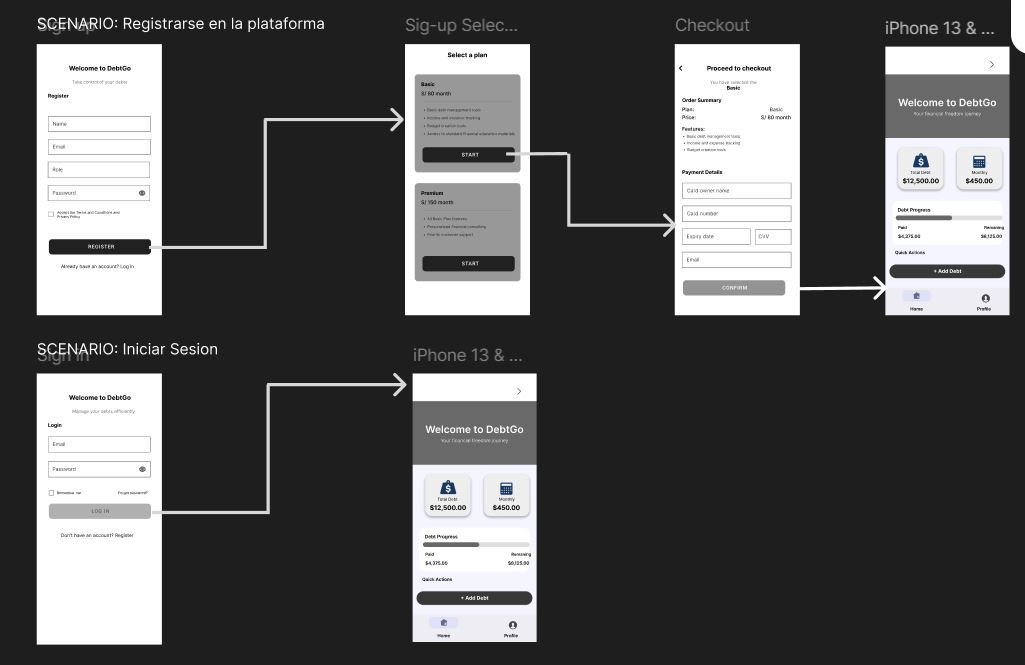 SCENARIO: Registrarse en la plataforma
Sign-up
Welcome to DebtGo
Take control of your debts
Register
Name
Email
Role
Password
Accept the Terms and Conditions and
Privacy Policy
REGISTER
Already have an account? Log in
Sig-up Selec...
Select a plan
Basic
S/ 80 month
Basic debt management tools
Income and expense tracking
Budget creation tools
Access to standard financial education materials
START
Premium
S/ 150 month
All Basic Plan features
Personalized financial consulting
Priority customer support
START
Checkout
Proceed to checkout
You have selected the
Basic
Order Summary
Plan: Basic
Price: S/ 80 month
Features:
Basic debt management tools
Income and expense tracking
Budget creation tools
Payment Details
Card owner name
Card number
Expiry date CVV
Email
CONFIRM
iPhone 13 & ...
Welcome to DebtGo
Your financial freedom journey
Total Debt Monthly
$12,500.00 $450.00
Debt Progress
Paid Remaining
$4,375.00 $8,125.00
Quick Actions
+ Add Debt
Home Profile
SCENARIO: Iniciar Sesion
Sign In
Welcome to DebtGo
Manage your debts efficiently
Login
Email
Password
Remember me Forgot password?
LOG IN
Don't have an account? Register
iPhone 13 & ...
Welcome to DebtGo
Your financial freedom journey
Total Debt Monthly
$12,500.00 $450.00
Debt Progress
Paid Remaining
$4,375.00 $8,125.00
Quick Actions
+ Add Debt
Home Profile